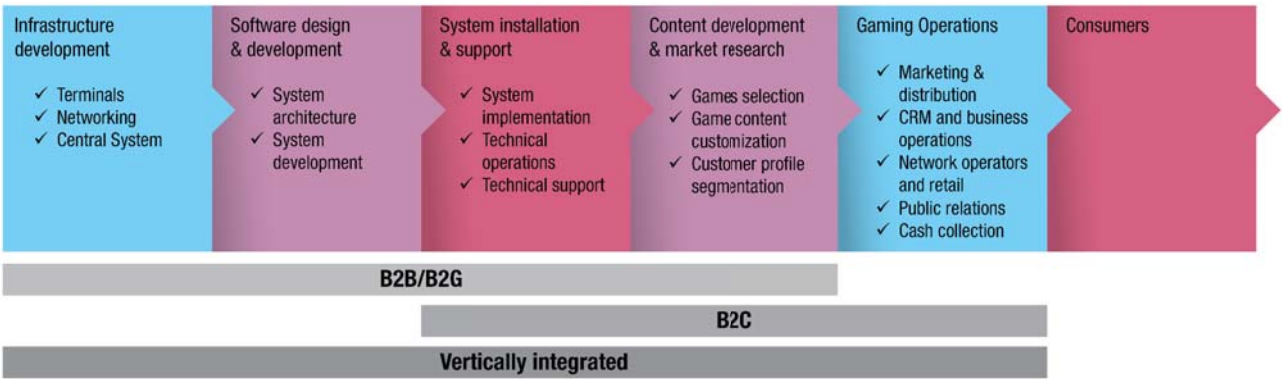 Infrastructure
development
✓ Terminals
✓ Networking
✓ Central System
Software design
& development
✓ System
architecture
✓ System
development
System installation
& support
✓ System
implementation
✓ Technical
operations
✓ Technical support
Content development
& market research
✓ Games selection
✓ Game content
customization
✓ Customer profile
segmentation
Gaming Operations
✓ Marketing &
distribution
✓ CRM and business
operations
✓ Network operators
and retail
✓ Public relations
✓ Cash collection
Consumers
B2B/B2G
B2C
Vertically integrated